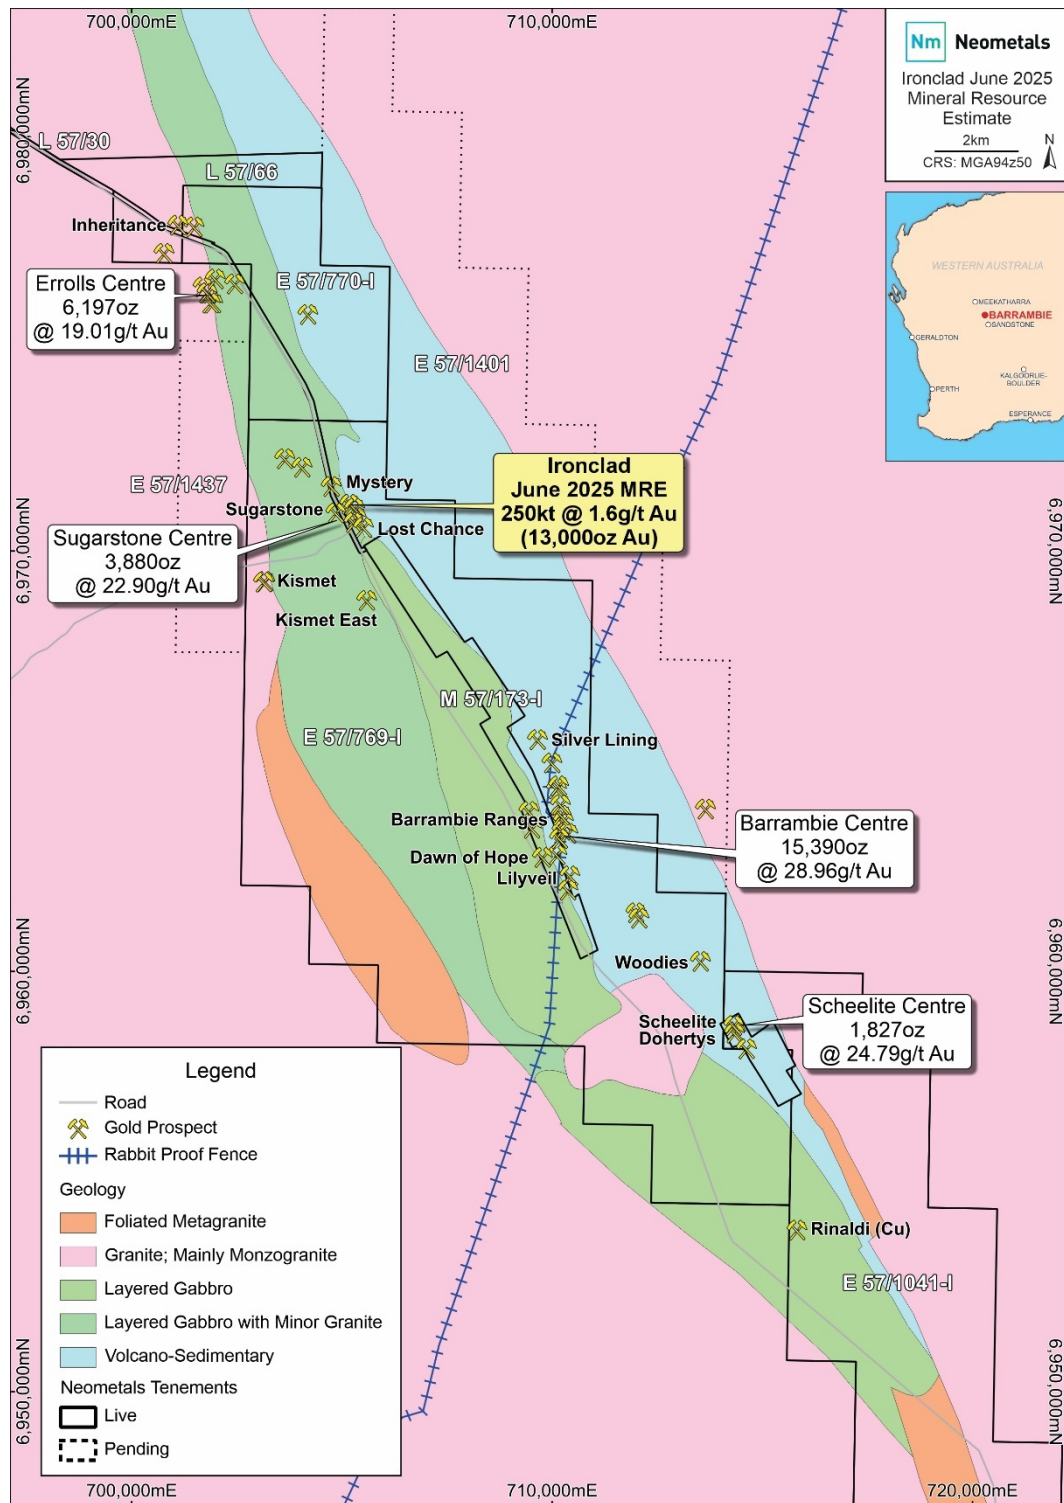 700,000mE
710,000mE
Nm Neometals
Ironclad June 2025
Mineral Resource
Estimate
2km
N
CRS: MGA94z50
6,980,000mN
L 57/30
L 57/66
Inheritance
WESTERN AUSTRALIA
MEEKATHARRA
BARRAMBIE
SANDSTONE
GERALDTON
KALGOORLIE-
BOULDER
PERTH
ESPERANCE
Errolls Centre
6,197oz
@ 19.01g/t Au
E 57/770-I
E 57/1401
E 57/1437
Mystery
Sugarstone
Lost Chance
Ironclad
June 2025 MRE
250kt @ 1.6g/t Au
(13,000oz Au)
Sugarstone Centre
3,880oz
@ 22.90g/t Au
6,970,000mN
6,970,000mN
Kismet
Kismet East
M 57/173-I
E 57/769-I
Silver Lining
Barrambie Ranges
Dawn of Hope
Lilyveil
Barrambie Centre
15,390oz
@ 28.96g/t Au
6,960,000mN
6,960,000mN
Woodies
Scheelite
Dohertys
Scheelite Centre
1,827oz
@ 24.79g/t Au
Rinaldi (Cu)
E 57/1041-I
Legend
Road
Gold Prospect
Rabbit Proof Fence
Geology
Foliated Metagranite
Granite; Mainly Monzogranite
Layered Gabbro
Layered Gabbro with Minor Granite
Volcano-Sedimentary
Neometals Tenements
Live
Pending
6,950,000mN
6,950,000mN
700,000mE
710,000mE
720,000mE